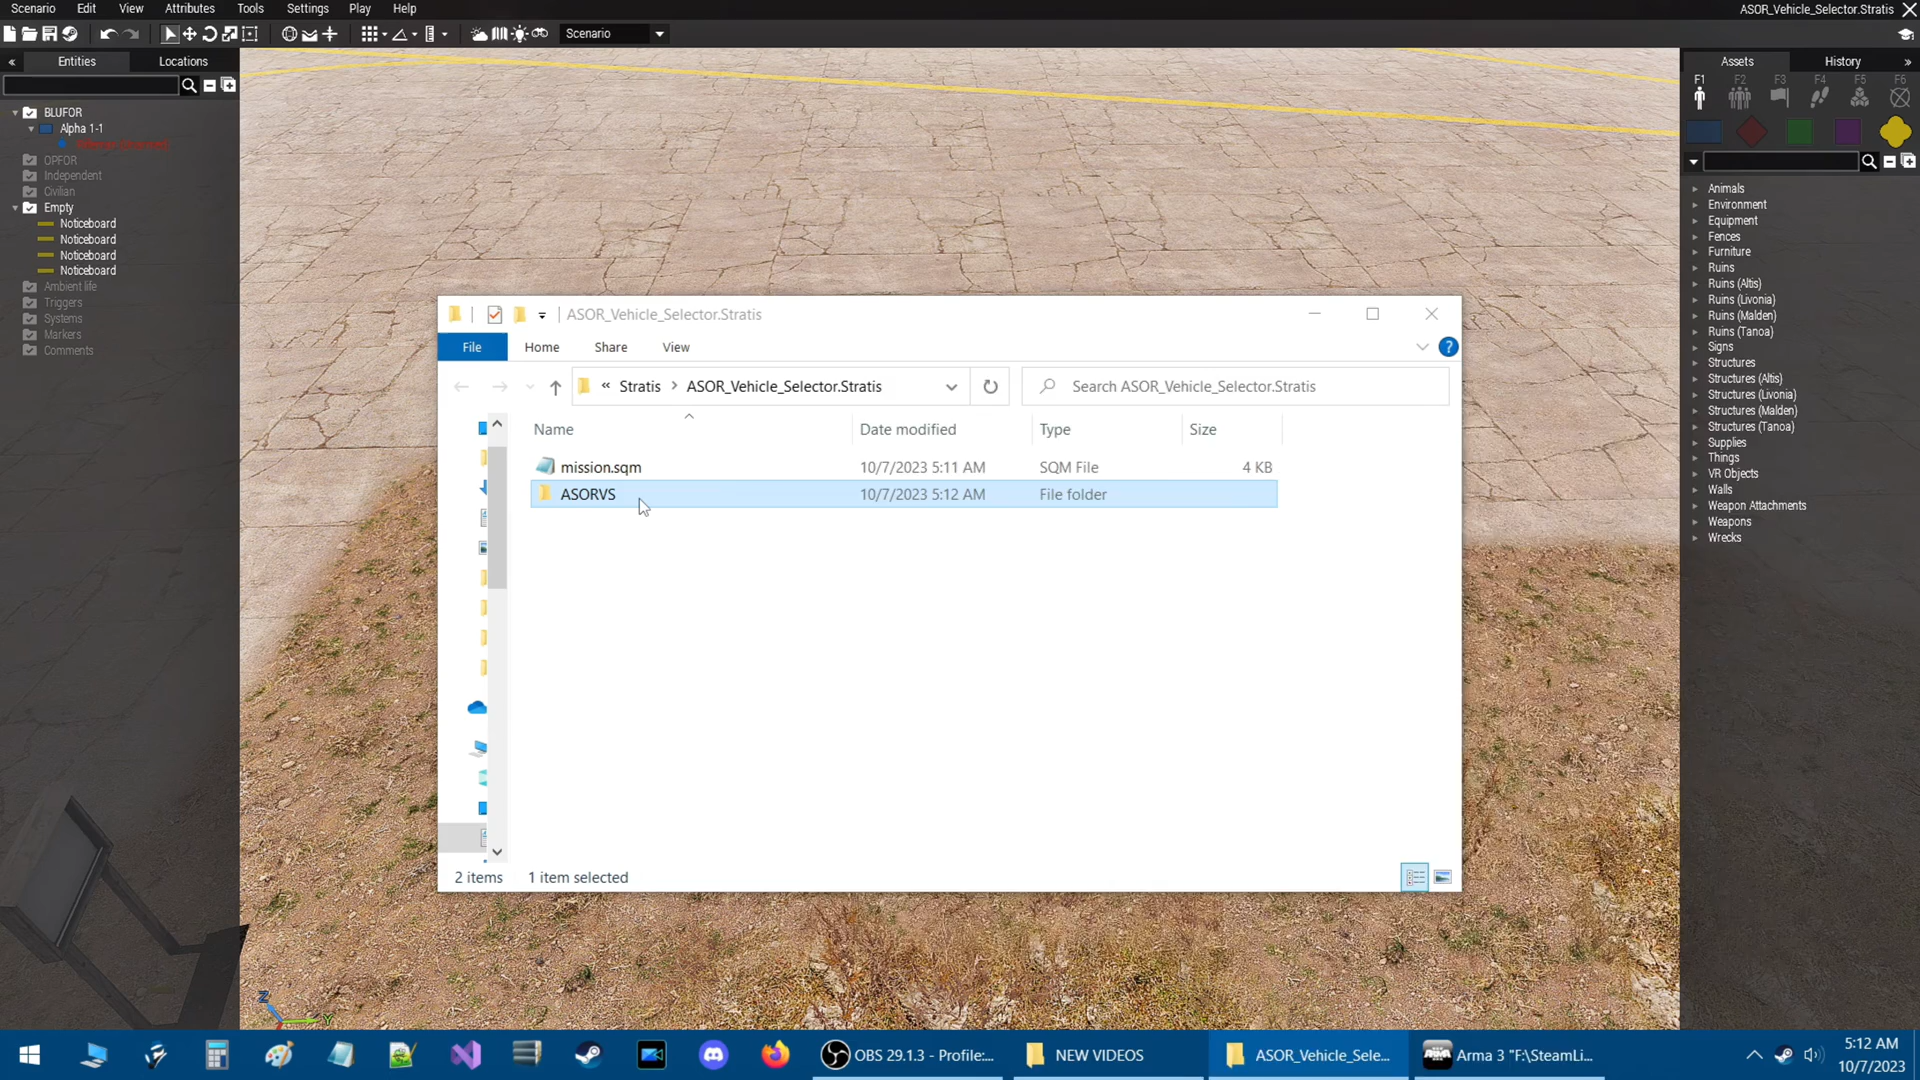 Scenario Edit View Attributes Tools Settings Play Help
ASOR_Vehicle_Selector.Stratis
Scenario
Entities Locations
BLUFOR
Alpha 1-1
OPFOR
Independent
Civilian
Empty
Noticeboard
Noticeboard
Noticeboard
Noticeboard
Ambient life
Triggers
Systems
Markers
Comments
ASOR_Vehicle_Selector.Stratis
File Home Share View
« Stratis > ASOR_Vehicle_Selector.Stratis
Search ASOR_Vehicle_Selector.Stratis
Name Date modified Type Size
mission.sqm 10/7/2023 5:11 AM SQM File 4 KB
ASORVS 10/7/2023 5:12 AM File folder
2 items 1 item selected
Assets History
F1 F2 F3 F4 F5 F6
Animals
Environment
Equipment
Fences
Furniture
Ruins
Ruins (Altis)
Ruins (Livonia)
Ruins (Malden)
Ruins (Tanoa)
Signs
Structures
Structures (Altis)
Structures (Livonia)
Structures (Malden)
Structures (Tanoa)
Supplies
Things
VR Objects
Walls
Weapon Attachments
Weapons
Wrecks
Z
Y
OBS 29.1.3 - Profile:...
NEW VIDEOS
ASOR_Vehicle_Sele...
Arma 3 "F:\SteamLi...
5:12 AM
10/7/2023